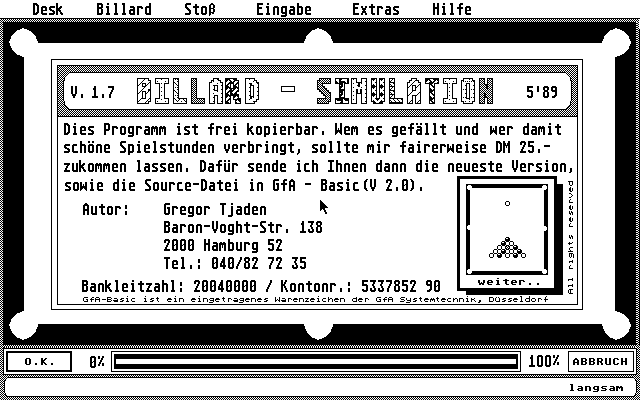 Desk Billard Stoß Eingabe Extras Hilfe
V. 1.7 BILLARD - SIMULATION 5'89
Dies Programm ist frei kopierbar. Wem es gefällt und wer damit
schöne Spielstunden verbringt, sollte mir fairerweise DM 25.-
zukommen lassen. Dafür sende ich Ihnen dann die neueste Version,
sowie die Source-Datei in GfA - Basic(V 2.0).
Autor: Gregor Tjaden
Baron-Voght-Str. 138
2000 Hamburg 52
Tel.: 040/82 72 35
Bankleitzahl: 20040000 / Kontonr.: 5337852 90
GfA-Basic ist ein eingetragenes Warenzeichen der GfA Systemtechnik, Düsseldorf
weiter..
All rights reserved
O.K. 0% 100% ABBRUCH
langsam